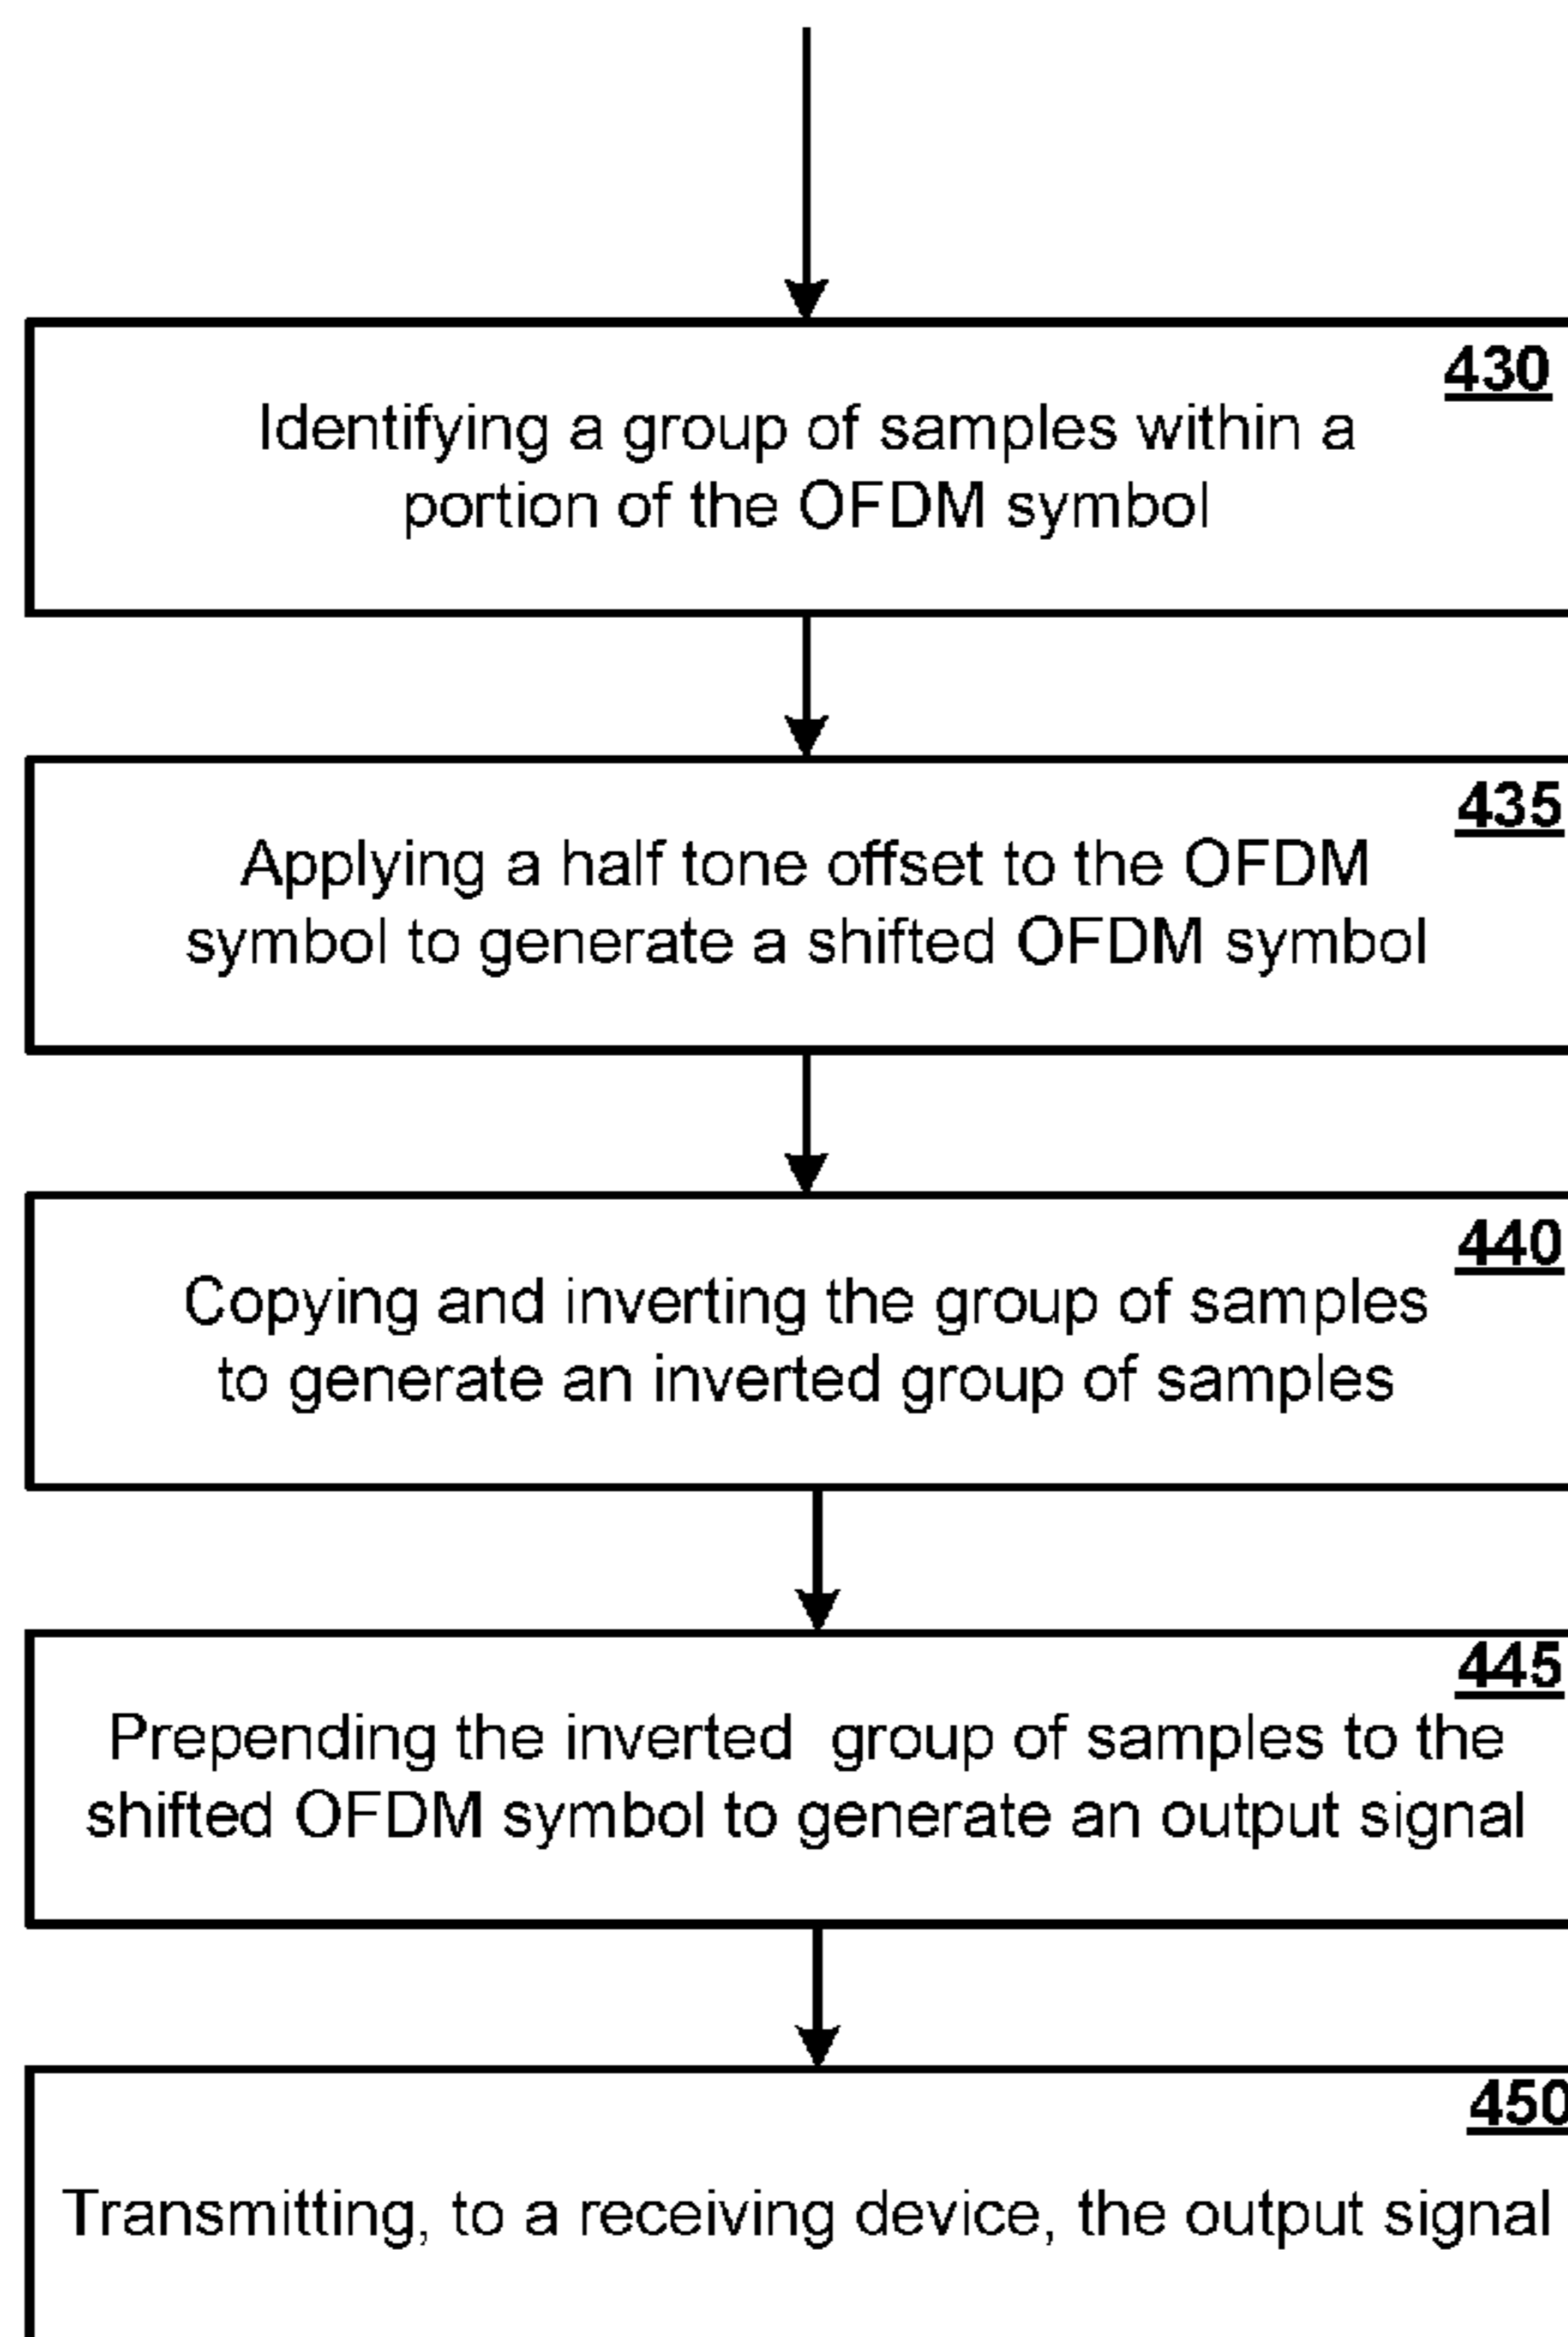 430
Identifying a group of samples within a
portion of the OFDM symbol
435
Applying a half tone offset to the OFDM
symbol to generate a shifted OFDM symbol
440
Copying and inverting the group of samples
to generate an inverted group of samples
445
Prepending the inverted group of samples to the
shifted OFDM symbol to generate an output signal
450
Transmitting, to a receiving device, the output signal